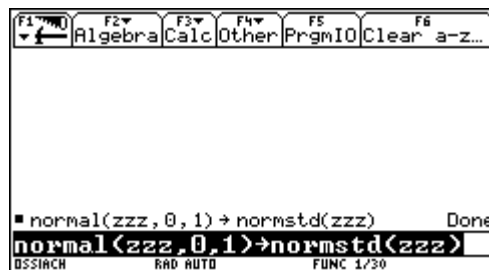 F1 F2 F3 F4 F5 F6
Algebra Calc Other PrgmIO Clear a-z...
normal(zzz,0,1)→normstd(zzz) Done
normal(zzz,0,1)→normstd(zzz)
OSSIACH RAD AUTO FUNC 1/30